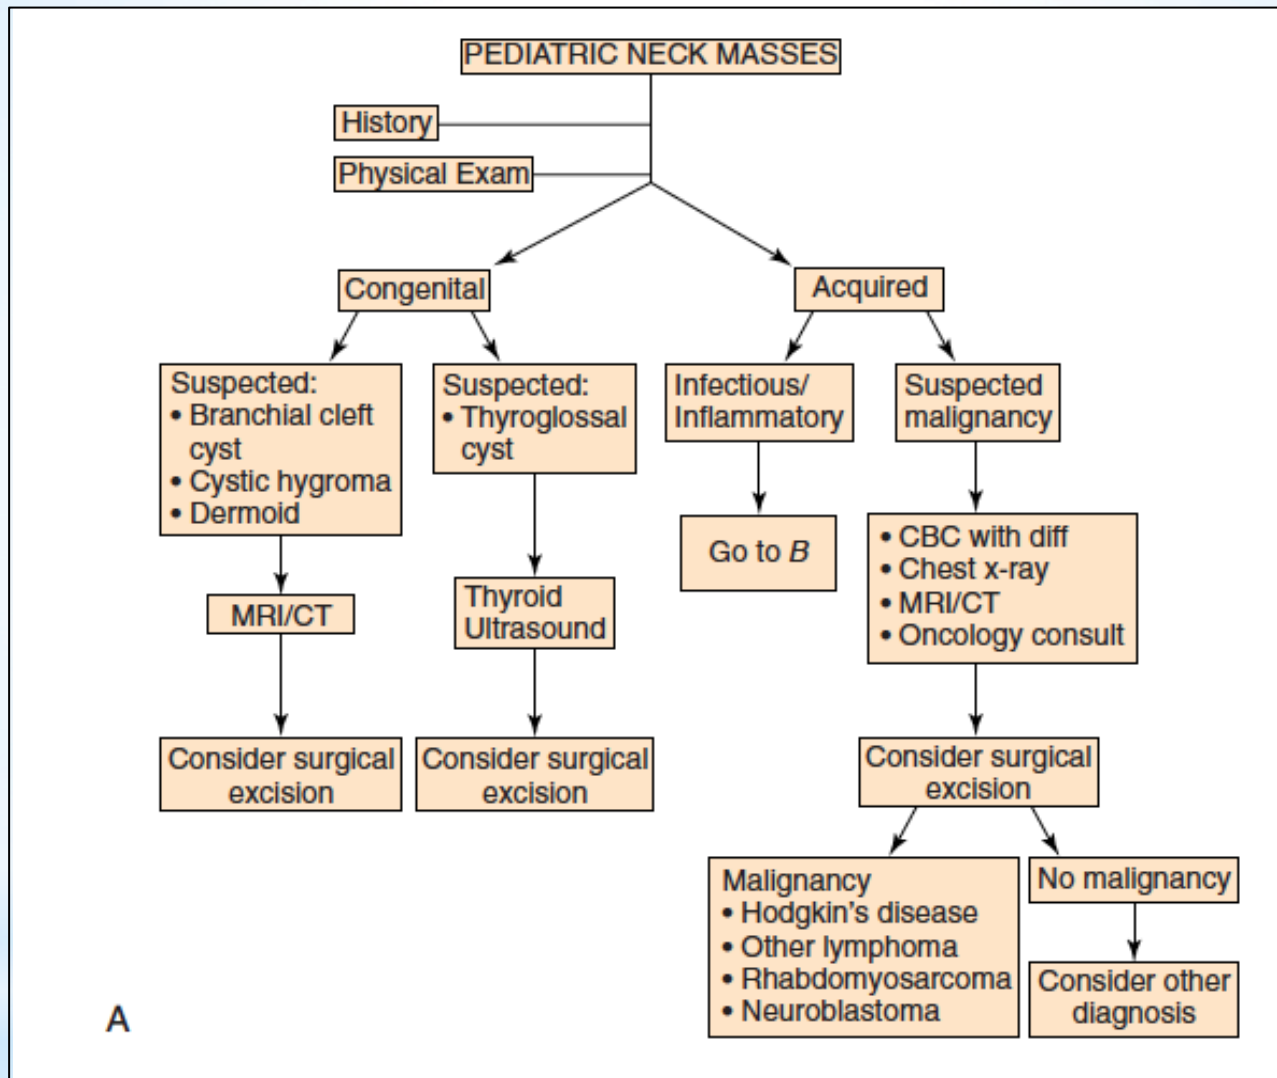 PEDIATRIC NECK MASSES
History
Physical Exam
Congenital
Acquired
Suspected:
• Branchial cleft
cyst
• Cystic hygroma
• Dermoid
Suspected:
• Thyroglossal
cyst
Infectious/
Inflammatory
Suspected
malignancy
MRI/CT
Thyroid
Ultrasound
Go to B
• CBC with diff
• Chest x-ray
• MRI/CT
• Oncology consult
Consider surgical
excision
Consider surgical
excision
Consider surgical
excision
Malignancy
• Hodgkin's disease
• Other lymphoma
• Rhabdomyosarcoma
• Neuroblastoma
No malignancy
Consider other
diagnosis
A